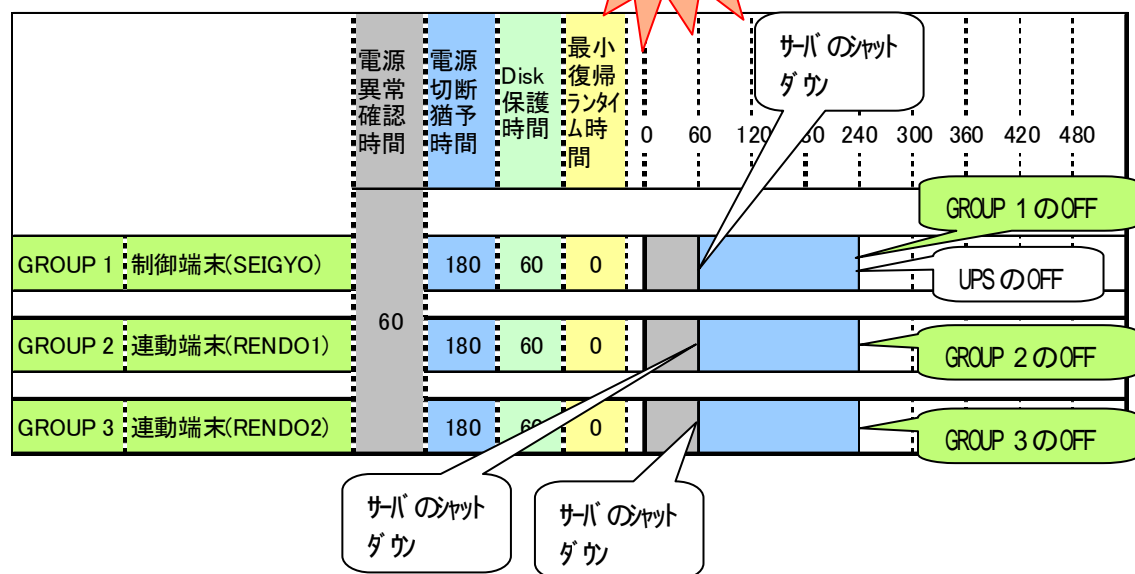 電源
異常
確認
時間
電源
切断
猶予
時間
Disk
保護
時間
最小
復帰
ランタイ
ム時
間
サーバのシャット
ダウン
0 60 120 180 240 300 360 420 480
GROUP 1のOFF
GROUP 1 制御端末(SEIGYO) 180 60 0
UPSのOFF
60
GROUP 2 連動端末(RENDO1) 180 60 0
GROUP 2のOFF
GROUP 3 連動端末(RENDO2) 180 60 0
GROUP 3のOFF
サーバのシャット
ダウン
サーバのシャット
ダウン